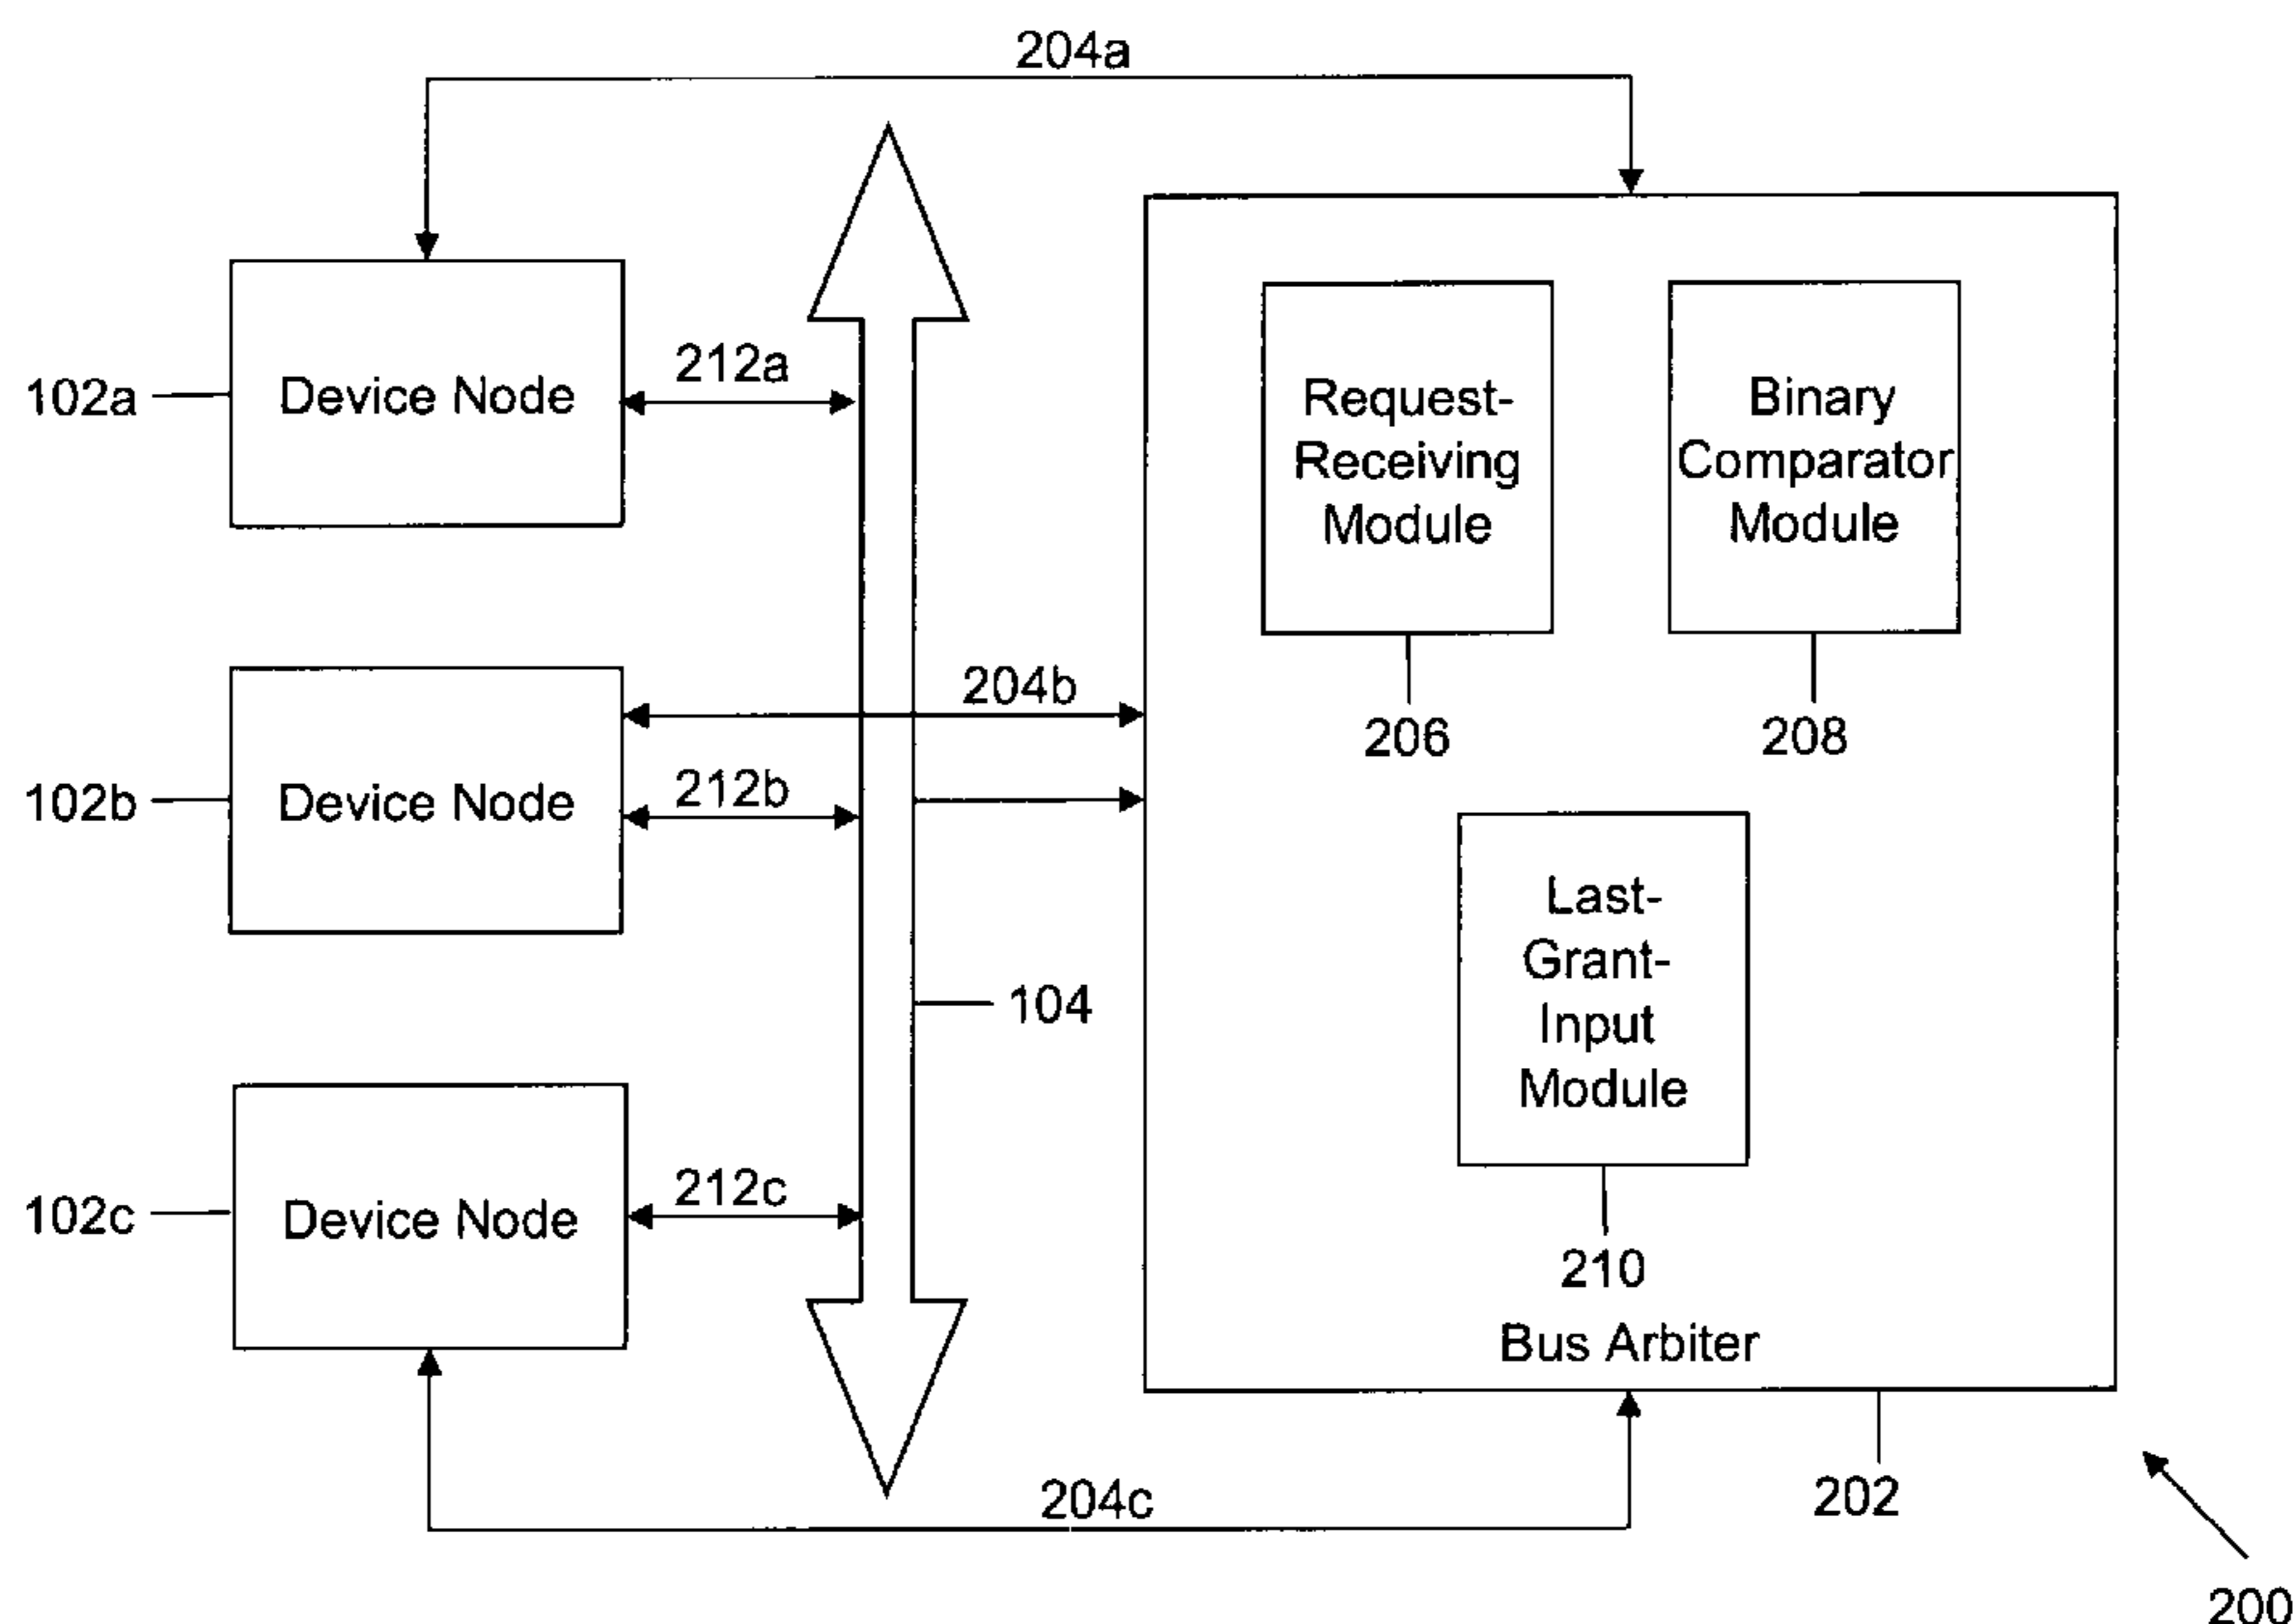 204a
102a
Device Node
212a
Request-
Receiving
Module
206
Binary
Comparator
Module
208
204b
102b
Device Node
212b
Last-
Grant-
Input
Module
210
104
102c
Device Node
212c
Bus Arbiter
202
204c
200